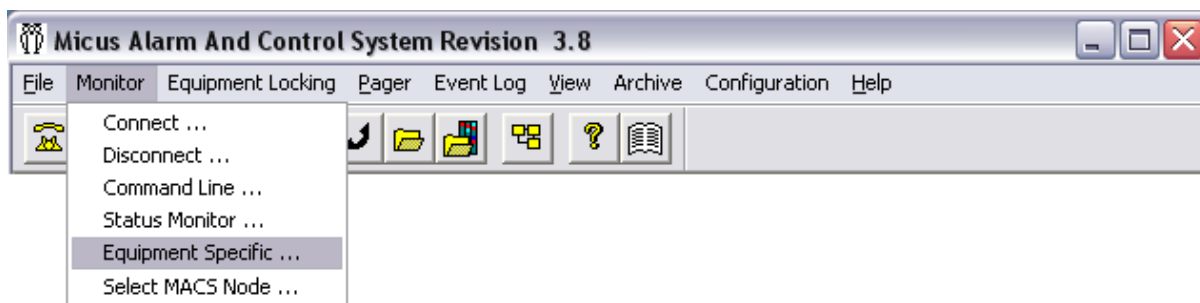 Micus Alarm And Control System Revision 3.8
File Monitor Equipment Locking Pager Event Log View Archive Configuration Help
Connect ...
Disconnect ...
Command Line ...
Status Monitor ...
Equipment Specific ...
Select MACS Node ...